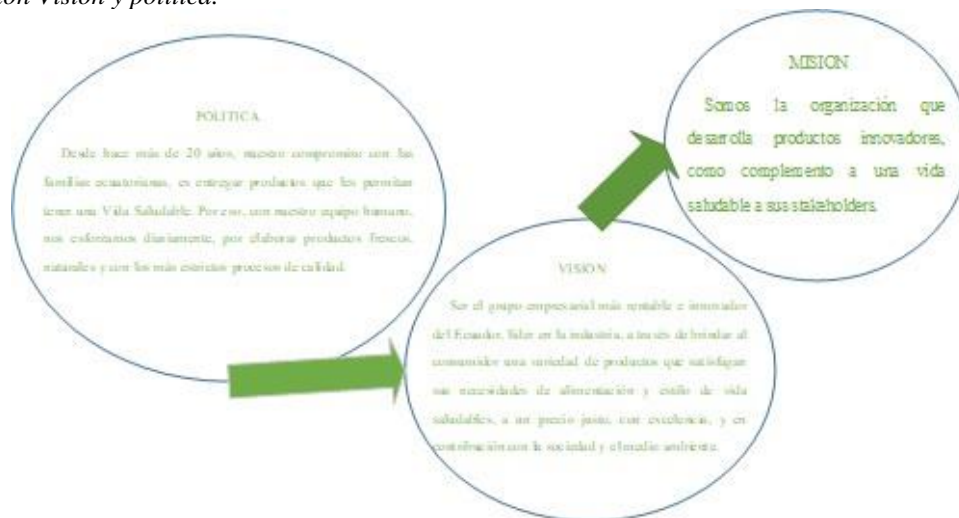 Visión y política.
POLITICA
Desde hace más de 20 años, nuestro compromiso con las
familias ecuatorianas, es entregar productos que les permitan
tener una Vida Saludable. Por eso, con nuestro equipo humano,
nos esforzamos diariamente, por elaborar productos frescos,
naturales y con los más estrictos procesos de calidad.
VISION
Ser el grupo empresarial más rentable e innovador
del Ecuador, líder en la industria, a través de brindar al
consumidor una variedad de productos que satisfagan
sus necesidades de alimentación y estilo de vida
saludables, a un precio justo, con excelencia, y en
contribución con la sociedad y el medio ambiente.
MISION
Somos la organización que
desarrolla productos innovadores,
como complemento a una vida
saludable a sus stakeholders.